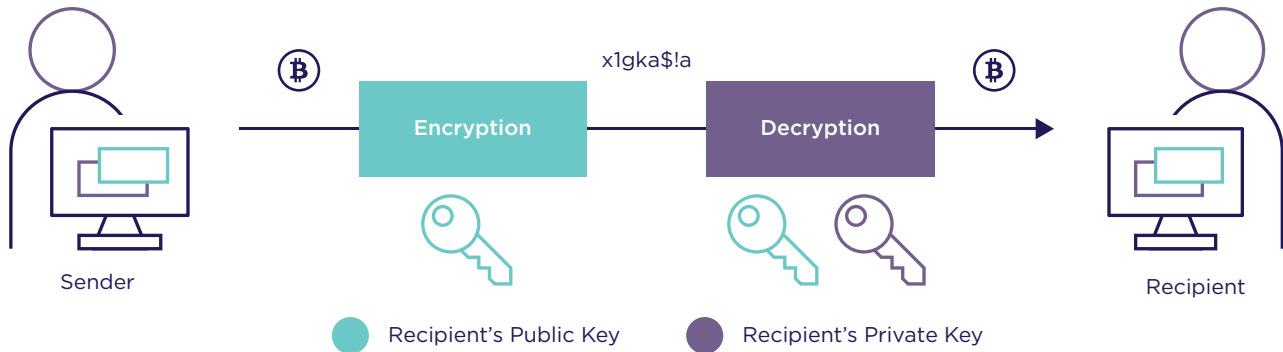 x1gka$!a
Encryption
Decryption
Sender
Recipient
Recipient's Public Key
Recipient's Private Key